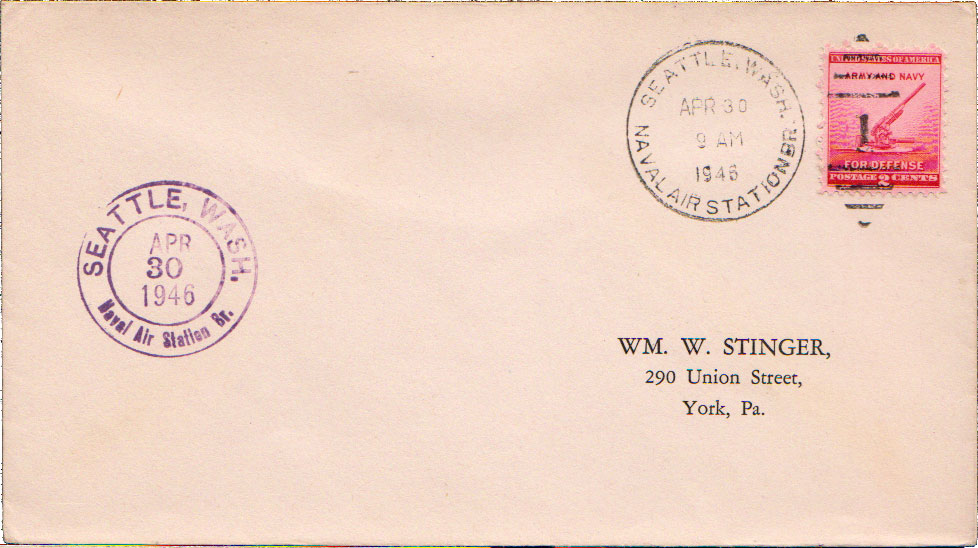 SEATTLE, WASH.
APR 30
9 AM
1946
NAVAL AIR STATION BR.
UNITED STATES OF AMERICA
ARMY AND NAVY
FOR DEFENSE
POSTAGE 2 CENTS
SEATTLE, WASH.
APR
30
1946
Naval Air Station Br.
WM. W. STINGER,
290 Union Street,
York, Pa.